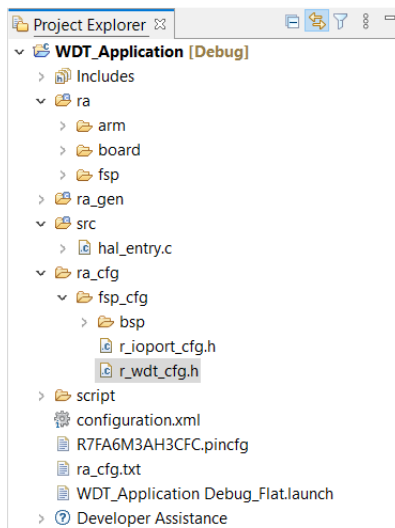 Project Explorer
WDT_Application [Debug]
Includes
ra
arm
board
fsp
ra_gen
src
hal_entry.c
ra_cfg
fsp_cfg
bsp
r_ioport_cfg.h
r_wdt_cfg.h
script
configuration.xml
R7FA6M3AH3CFC.pincfg
ra_cfg.txt
WDT_Application Debug_Flat.launch
Developer Assistance